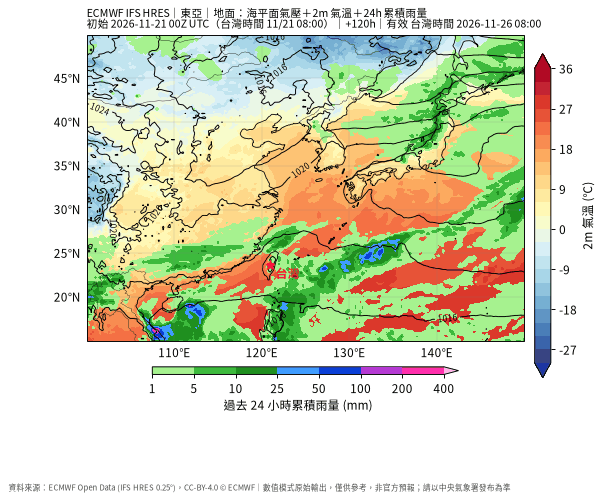 ECMWF IFS HRES｜東亞｜地面：海平面氣壓＋2m 氣溫＋24h 累積雨量
初始 2026-11-21 00Z UTC（台灣時間 11/21 08:00）｜+120h｜有效 台灣時間 2026-11-26 08:00
45°N
40°N
35°N
30°N
25°N
20°N
110°E
120°E
130°E
140°E
1018
1024
1020
1016
台灣
36
27
18
9
0
-9
-18
-27
2m 氣溫 (°C)
1
5
10
25
50
100
200
400
過去 24 小時累積雨量 (mm)
資料來源：ECMWF Open Data (IFS HRES 0.25°)，CC-BY-4.0 © ECMWF｜數值模式原始輸出，僅供參考，非官方預報；請以中央氣象署發布為準